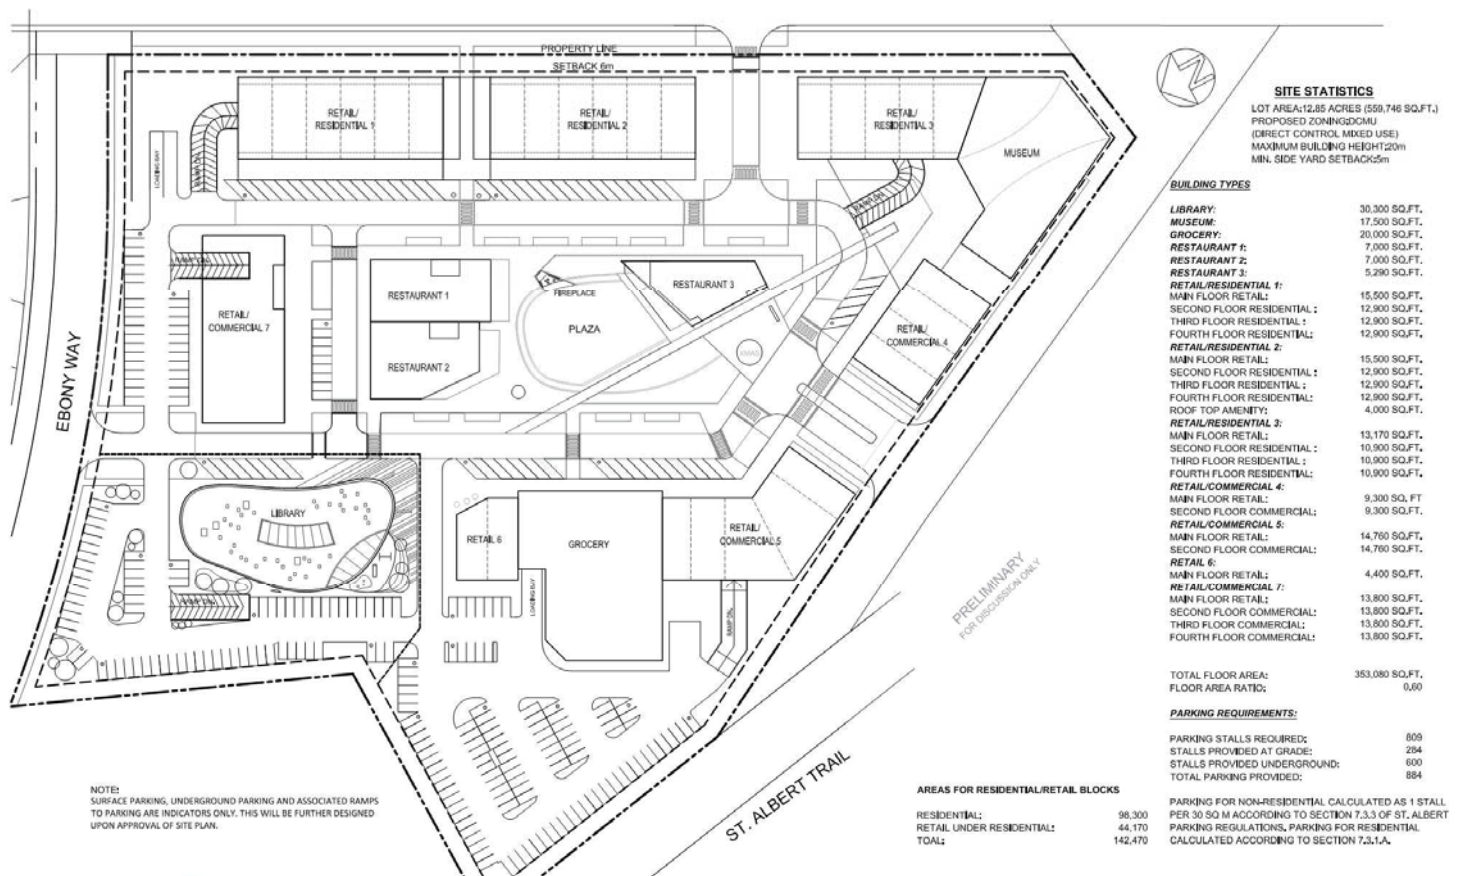 PROPERTY LINE
SETBACK 6m
RETAIL/
RESIDENTIAL 1
RETAIL/
RESIDENTIAL 2
RETAIL/
RESIDENTIAL 3
MUSEUM
LOADING BAY
RAMP DN.
RAMP DN.
RAMP DN.
RETAIL/
COMMERCIAL 7
RESTAURANT 1
RESTAURANT 2
FIREPLACE
PLAZA
RESTAURANT 3
XMAS
RETAIL/
COMMERCIAL 4
EBONY WAY
LIBRARY
RAMP DN.
RETAIL 6
GROCERY
RETAIL/
COMMERCIAL 5
LOADING BAY
RAMP DN.
PRELIMINARY
FOR DISCUSSION ONLY
ST. ALBERT TRAIL
NOTE:
SURFACE PARKING, UNDERGROUND PARKING AND ASSOCIATED RAMPS
TO PARKING ARE INDICATORS ONLY. THIS WILL BE FURTHER DESIGNED
UPON APPROVAL OF SITE PLAN.
AREAS FOR RESIDENTIAL/RETAIL BLOCKS
RESIDENTIAL: 98,300
RETAIL UNDER RESIDENTIAL: 44,170
TOAL: 142,470
SITE STATISTICS
LOT AREA:12.85 ACRES (559,746 SQ.FT.)
PROPOSED ZONING:DCMU
(DIRECT CONTROL MIXED USE)
MAXIMUM BUILDING HEIGHT:20m
MIN. SIDE YARD SETBACK:5m
BUILDING TYPES
LIBRARY: 30,300 SQ.FT.
MUSEUM: 17,500 SQ.FT.
GROCERY: 20,000 SQ.FT.
RESTAURANT 1: 7,000 SQ.FT.
RESTAURANT 2: 7,000 SQ.FT.
RESTAURANT 3: 5,290 SQ.FT.
RETAIL/RESIDENTIAL 1:
MAIN FLOOR RETAIL: 15,500 SQ.FT.
SECOND FLOOR RESIDENTIAL : 12,900 SQ.FT.
THIRD FLOOR RESIDENTIAL : 12,900 SQ.FT.
FOURTH FLOOR RESIDENTIAL: 12,900 SQ.FT.
RETAIL/RESIDENTIAL 2:
MAIN FLOOR RETAIL: 15,500 SQ.FT.
SECOND FLOOR RESIDENTIAL : 12,900 SQ.FT.
THIRD FLOOR RESIDENTIAL : 12,900 SQ.FT.
FOURTH FLOOR RESIDENTIAL: 12,900 SQ.FT.
ROOF TOP AMENITY: 4,000 SQ.FT.
RETAIL/RESIDENTIAL 3:
MAIN FLOOR RETAIL: 13,170 SQ.FT.
SECOND FLOOR RESIDENTIAL : 10,900 SQ.FT.
THIRD FLOOR RESIDENTIAL : 10,900 SQ.FT.
FOURTH FLOOR RESIDENTIAL: 10,900 SQ.FT.
RETAIL/COMMERCIAL 4:
MAIN FLOOR RETAIL: 9,300 SQ. FT
SECOND FLOOR COMMERCIAL: 9,300 SQ.FT.
RETAIL/COMMERCIAL 5:
MAIN FLOOR RETAIL: 14,760 SQ.FT.
SECOND FLOOR COMMERCIAL: 14,760 SQ.FT.
RETAIL 6:
MAIN FLOOR RETAIL: 4,400 SQ.FT.
RETAIL/COMMERCIAL 7:
MAIN FLOOR RETAIL: 13,800 SQ.FT.
SECOND FLOOR COMMERCIAL: 13,800 SQ.FT.
THIRD FLOOR COMMERCIAL: 13,800 SQ.FT.
FOURTH FLOOR COMMERCIAL: 13,800 SQ.FT.
TOTAL FLOOR AREA: 353,080 SQ.FT.
FLOOR AREA RATIO: 0.60
PARKING REQUIREMENTS:
PARKING STALLS REQUIRED: 809
STALLS PROVIDED AT GRADE: 284
STALLS PROVIDED UNDERGROUND: 600
TOTAL PARKING PROVIDED: 884
PARKING FOR NON-RESIDENTIAL CALCULATED AS 1 STALL
PER 30 SQ M ACCORDING TO SECTION 7.3.3 OF ST. ALBERT
PARKING REGULATIONS. PARKING FOR RESIDENTIAL
CALCULATED ACCORDING TO SECTION 7.3.1.A.